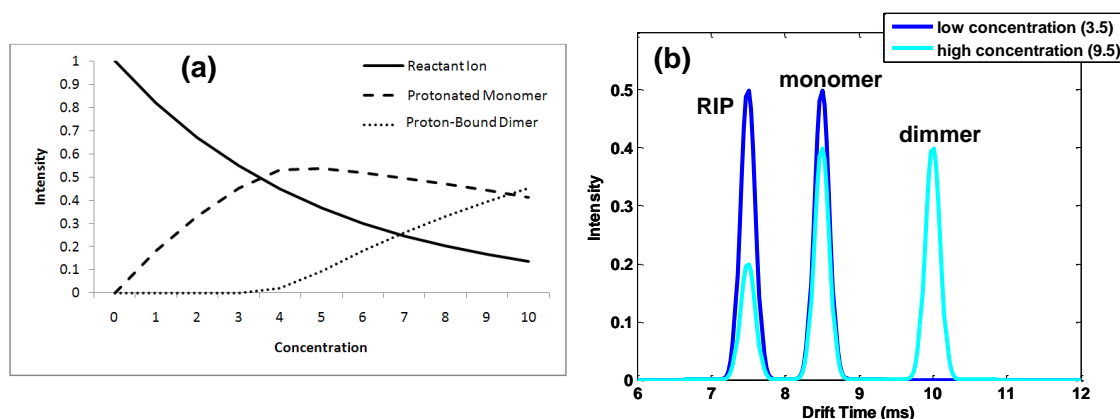 (a)
Reactant Ion
Protonated Monomer
Proton-Bound Dimer
Intensity
1
0.9
0.8
0.7
0.6
0.5
0.4
0.3
0.2
0.1
0
0 1 2 3 4 5 6 7 8 9 10
Concentration
low concentration (3.5)
high concentration (9.5)
(b)
monomer
RIP
dimmer
Intensity
0.5
0.4
0.3
0.2
0.1
0
6 7 8 9 10 11 12
Drift Time (ms)